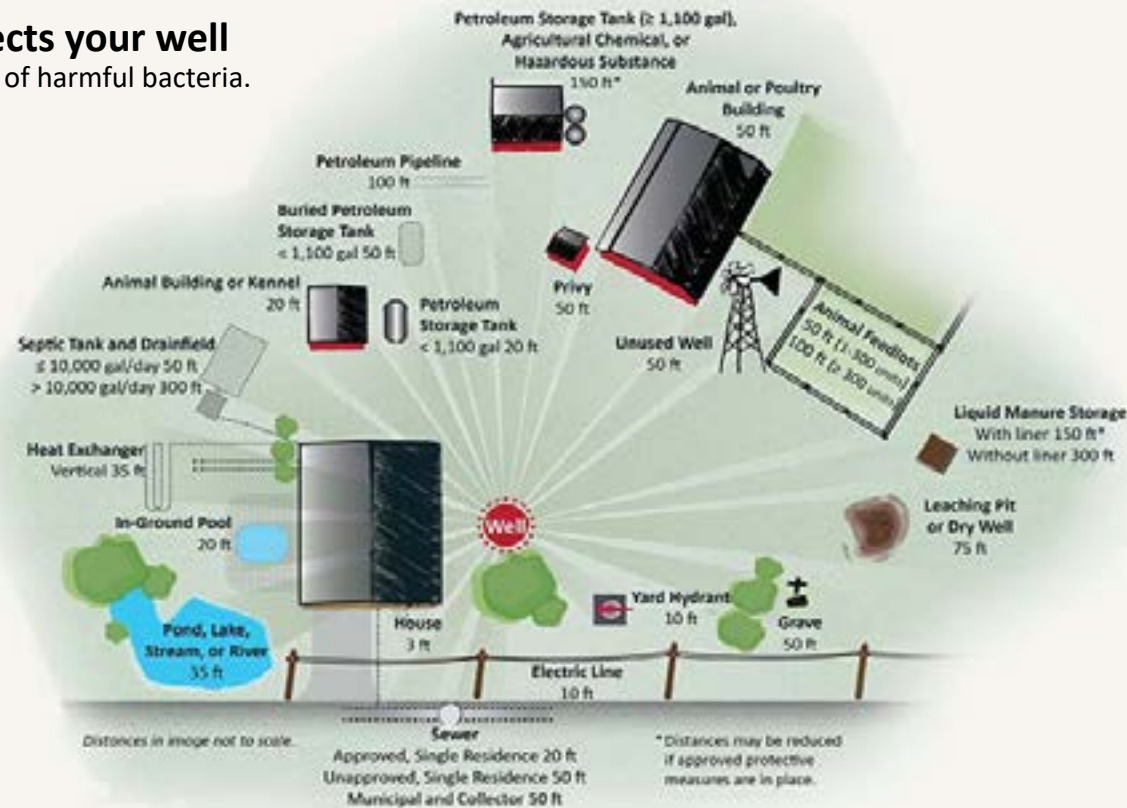 ects your well
of harmful bacteria.
Petroleum Storage Tank (≥ 1,100 gal),
Agricultural Chemical, or
Hazardous Substance
150 ft*
Animal or Poultry
Building
50 ft
Petroleum Pipeline
100 ft
Buried Petroleum
Storage Tank
< 1,100 gal 50 ft
Privy
50 ft
Animal Building or Kennel
20 ft
Petroleum
Storage Tank
< 1,100 gal 20 ft
Unused Well
50 ft
Animal Feedlots
50 ft (1-300 units)
100 ft (≥ 300 units)
Septic Tank and Drainfield
≤ 10,000 gal/day 50 ft
> 10,000 gal/day 300 ft
Liquid Manure Storage
With liner 150 ft*
Without liner 300 ft
Heat Exchanger
Vertical 35 ft
Leaching Pit
or Dry Well
75 ft
In-Ground Pool
20 ft
Well
Yard Hydrant
10 ft
Grave
50 ft
House
3 ft
Pond, Lake,
Stream, or River
35 ft
Electric Line
10 ft
Distances in image not to scale.
Sewer
Approved, Single Residence 20 ft
Unapproved, Single Residence 50 ft
Municipal and Collector 50 ft
*Distances may be reduced
if approved protective
measures are in place.